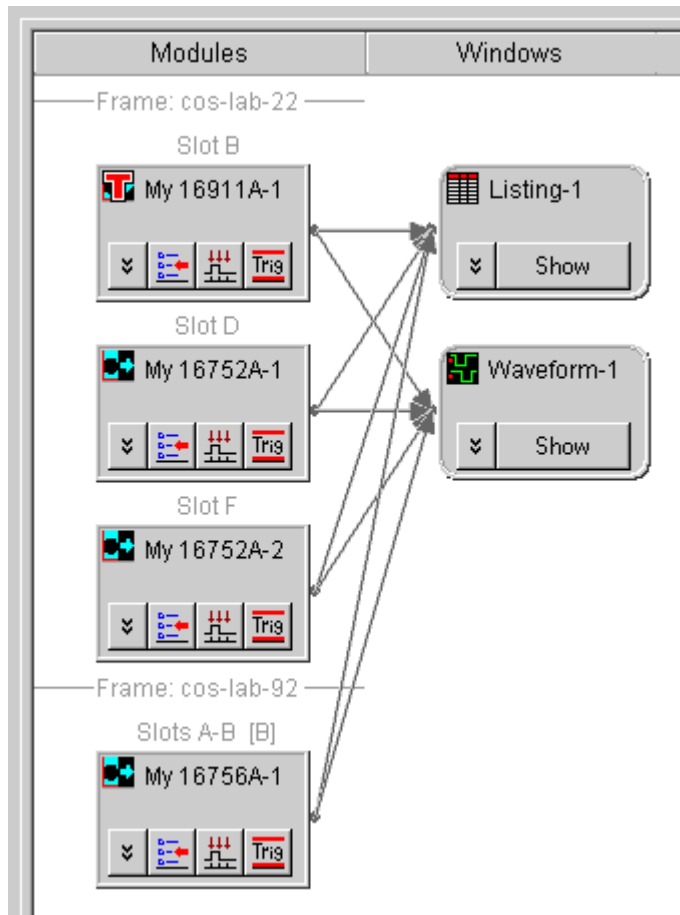 Modules Windows
Frame: cos-lab-22
Slot B
My 16911A-1 Listing-1
Trig Show
Slot D
My 16752A-1 Waveform-1
Trig Show
Slot F
My 16752A-2
Trig
Frame: cos-lab-92
Slots A-B [B]
My 16756A-1
Trig